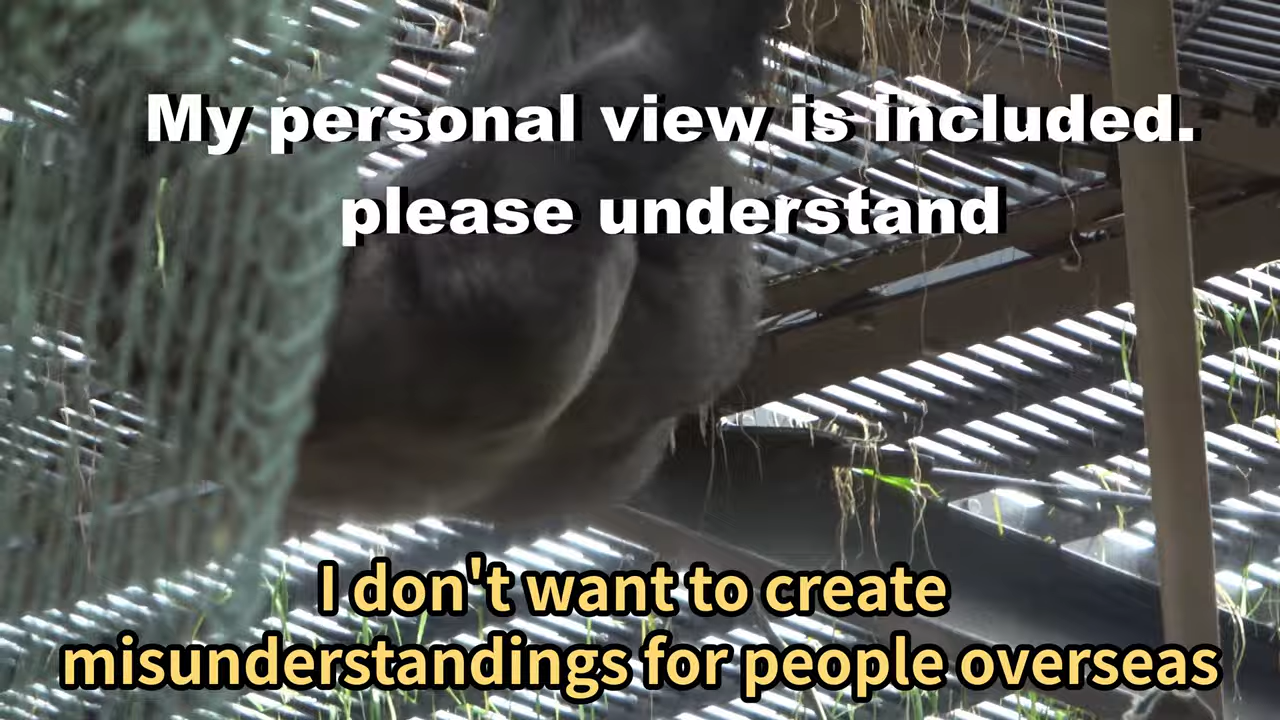 My personal view is included.
please understand
I don't want to create
misunderstandings for people overseas